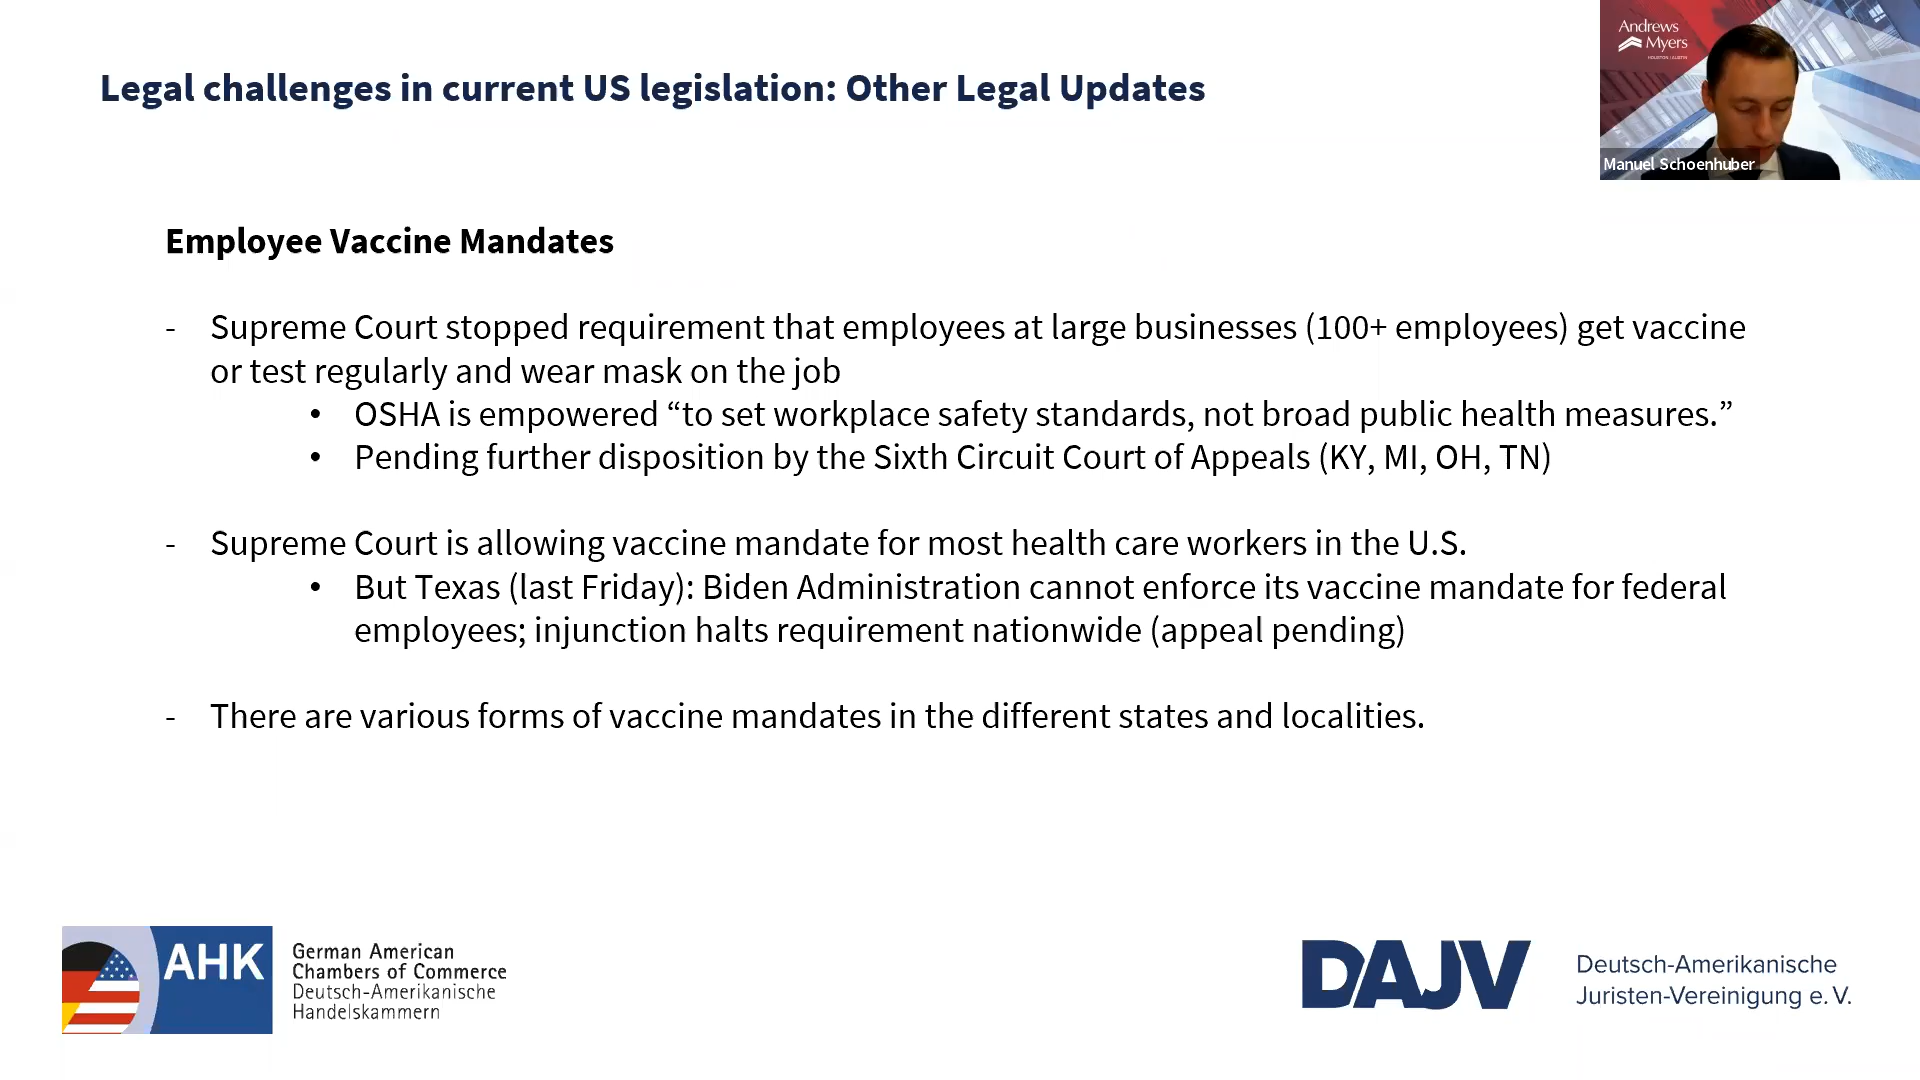 Legal challenges in current US legislation: Other Legal Updates
Andrews
Myers
HOUSTON | AUSTIN
Manuel Schoenhuber
Employee Vaccine Mandates
- Supreme Court stopped requirement that employees at large businesses (100+ employees) get vaccine
or test regularly and wear mask on the job
• OSHA is empowered “to set workplace safety standards, not broad public health measures.”
• Pending further disposition by the Sixth Circuit Court of Appeals (KY, MI, OH, TN)
- Supreme Court is allowing vaccine mandate for most health care workers in the U.S.
• But Texas (last Friday): Biden Administration cannot enforce its vaccine mandate for federal
employees; injunction halts requirement nationwide (appeal pending)
- There are various forms of vaccine mandates in the different states and localities.
AHK
German American
Chambers of Commerce
Deutsch-Amerikanische
Handelskammern
DAJV
Deutsch-Amerikanische
Juristen-Vereinigung e. V.